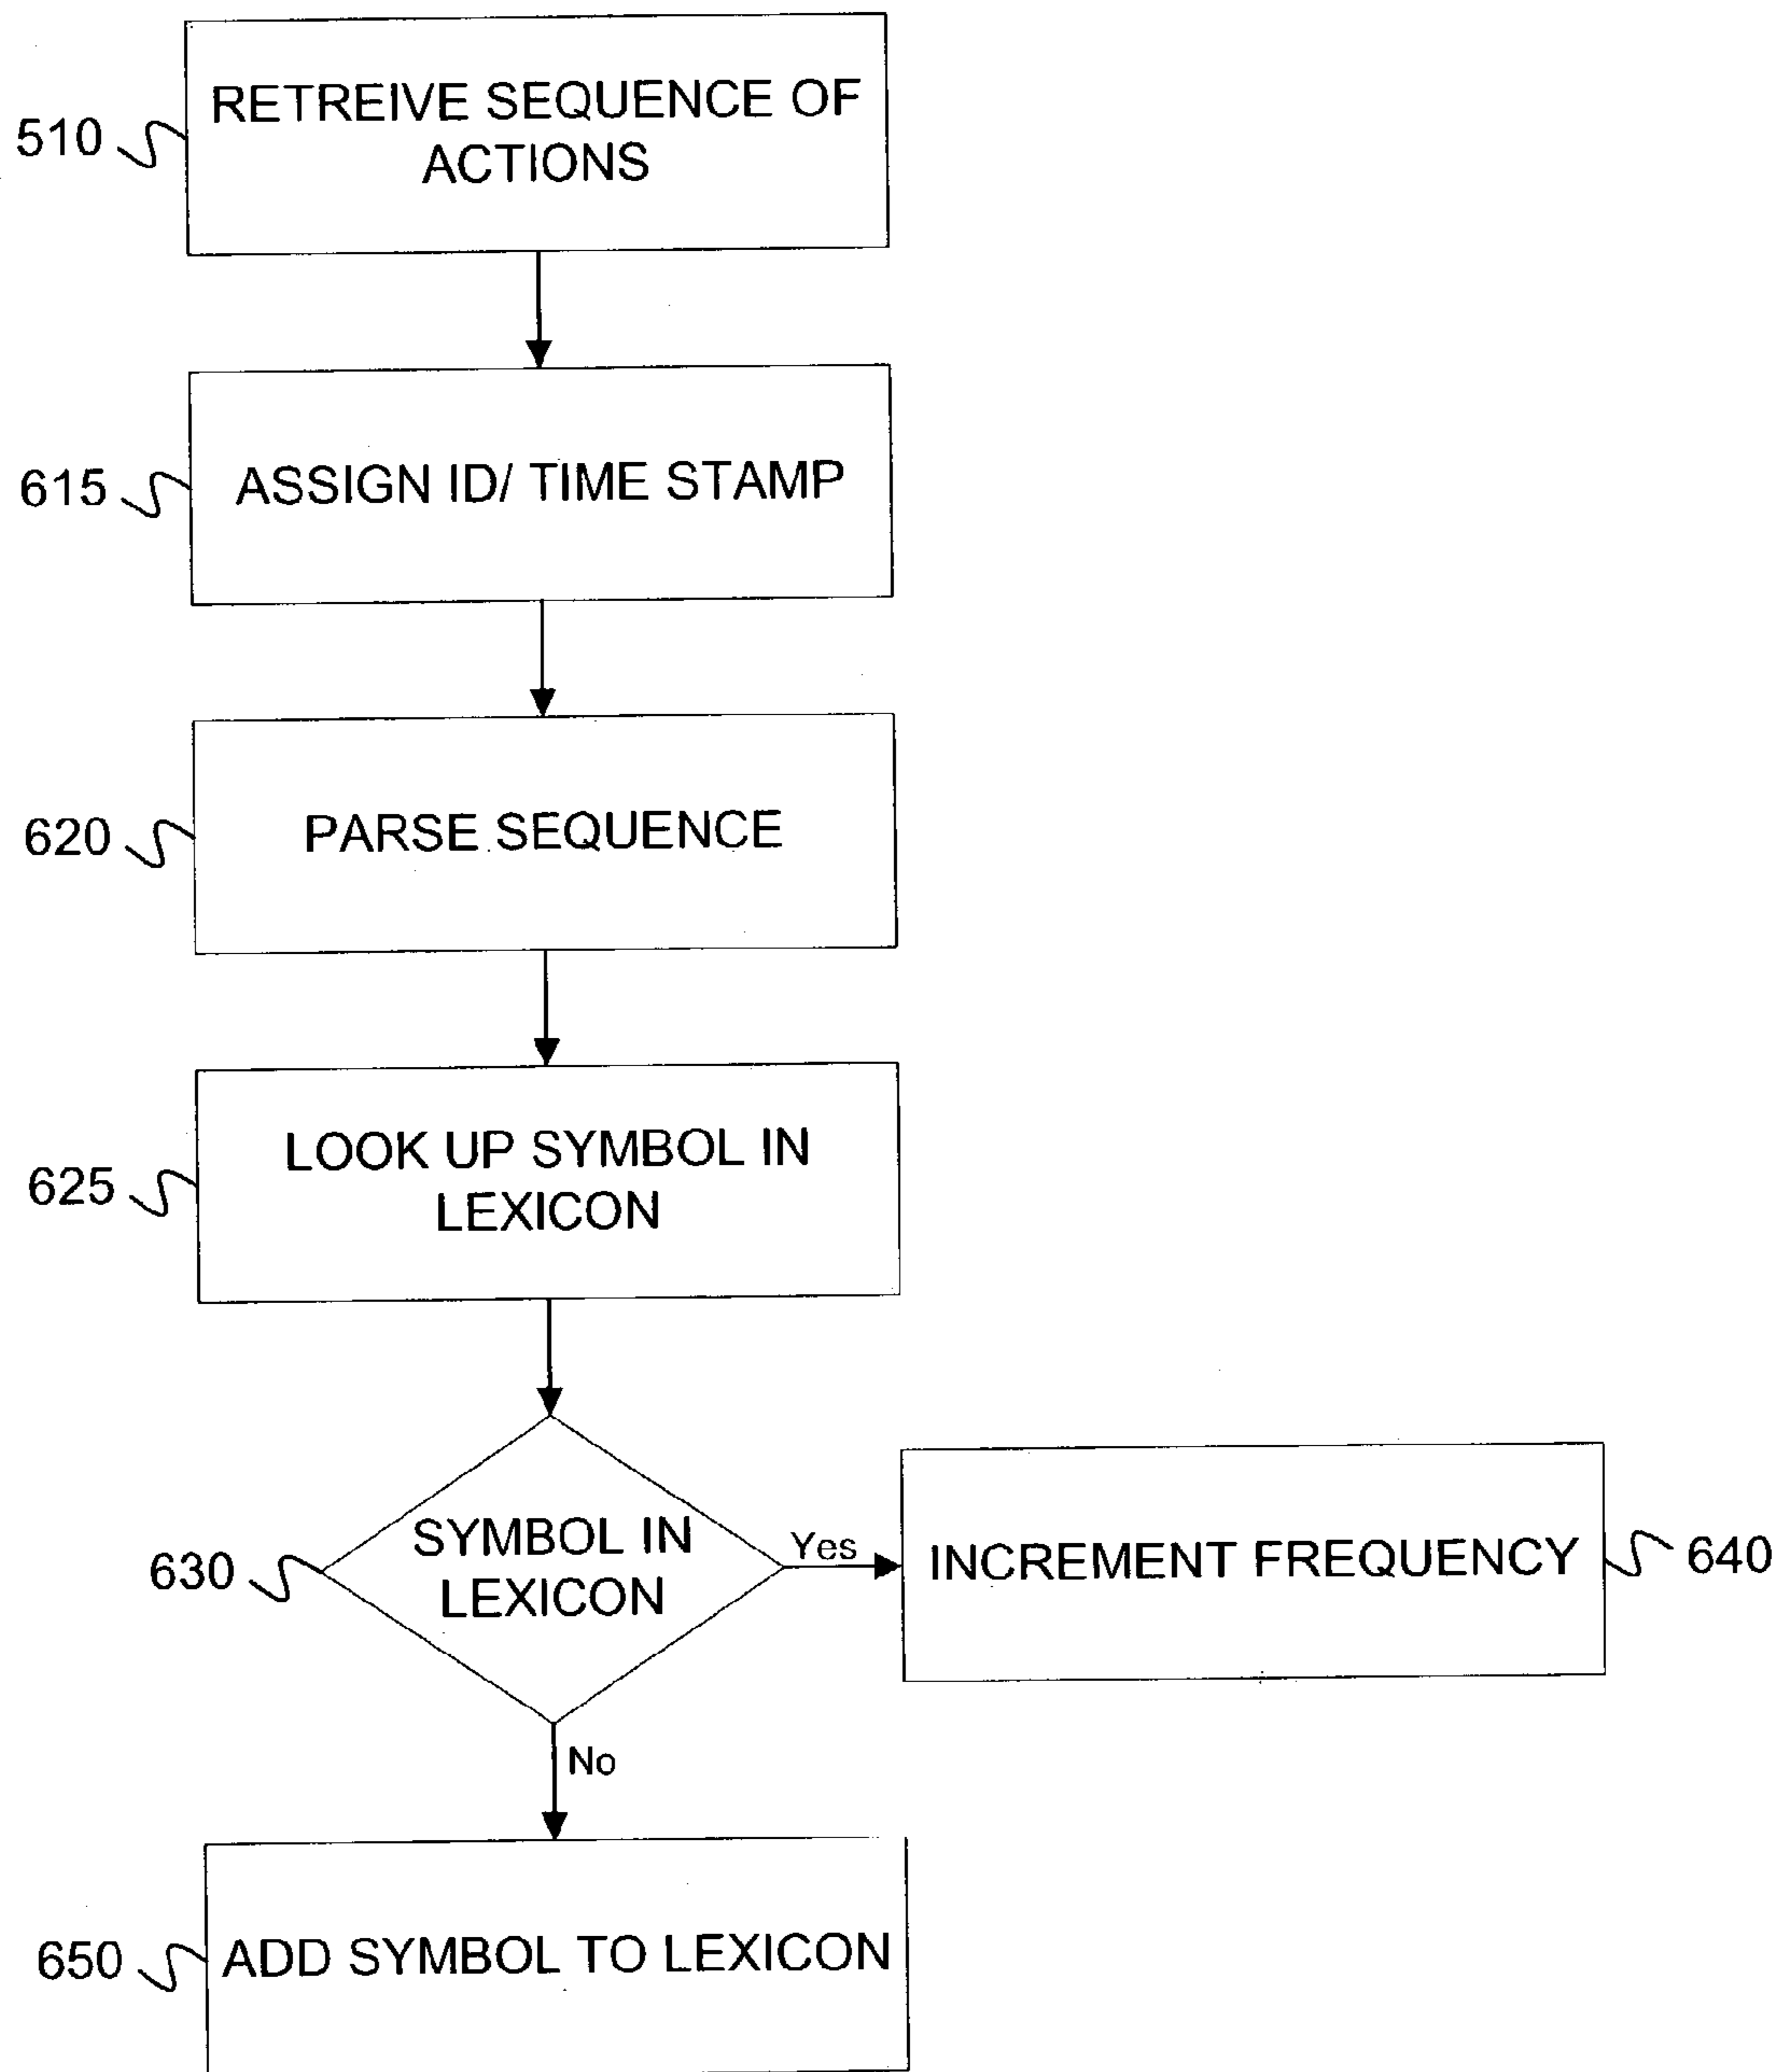 RETREIVE SEQUENCE OF
ACTIONS
510
ASSIGN ID/ TIME STAMP
615
PARSE SEQUENCE
620
LOOK UP SYMBOL IN
LEXICON
625
SYMBOL IN
LEXICON
630
Yes
INCREMENT FREQUENCY
640
No
ADD SYMBOL TO LEXICON
650